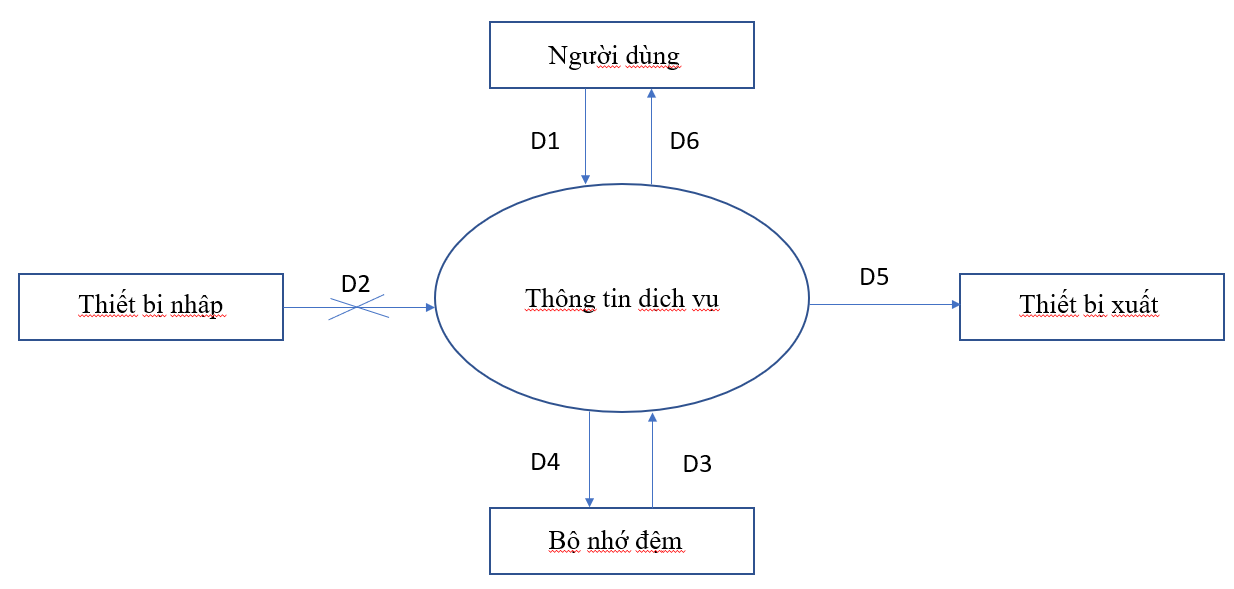 Người dùng
D1
D6
Thiết bị nhập
D2
Thông tin dịch vụ
D5
Thiết bị xuất
D4
D3
Bộ nhớ đệm